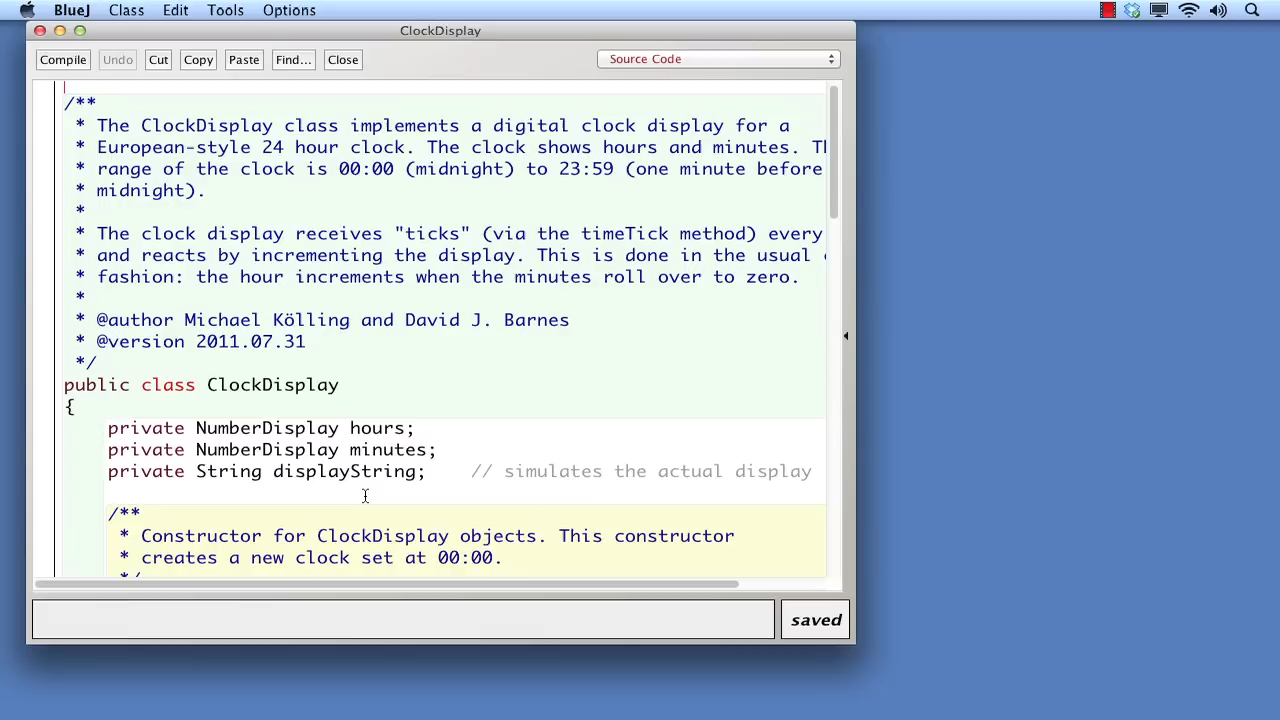 BlueJ Class Edit Tools Options
ClockDisplay
Compile Undo Cut Copy Paste Find... Close Source Code
/**
* The ClockDisplay class implements a digital clock display for a
* European-style 24 hour clock. The clock shows hours and minutes.
* range of the clock is 00:00 (midnight) to 23:59 (one minute before
* midnight).
*
* The clock display receives "ticks" (via the timeTick method) every
* and reacts by incrementing the display. This is done in the usual
* fashion: the hour increments when the minutes roll over to zero.
*
* @author Michael Kölling and David J. Barnes
* @version 2011.07.31
*/
public class ClockDisplay
{
private NumberDisplay hours;
private NumberDisplay minutes;
private String displayString; // simulates the actual display
/**
* Constructor for ClockDisplay objects. This constructor
* creates a new clock set at 00:00.
*/
saved